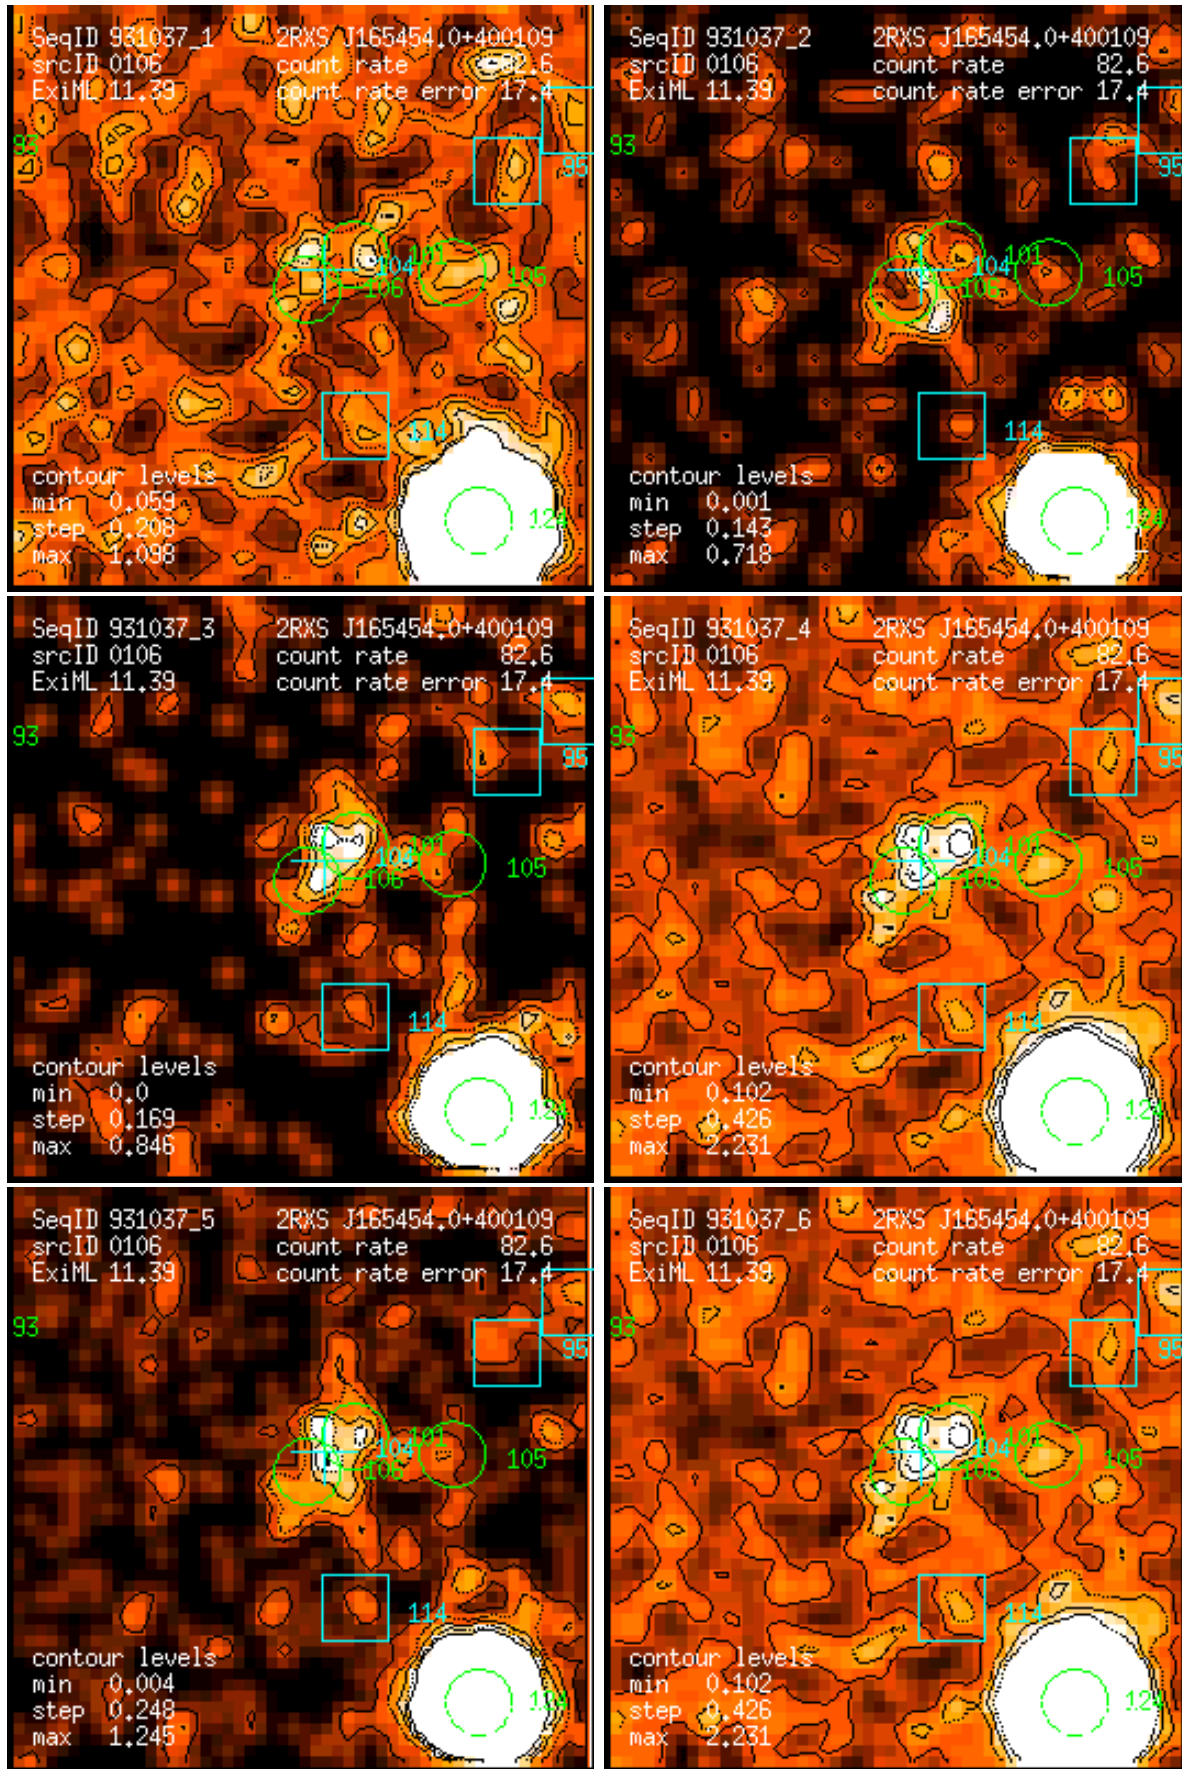 SeqID 931037_1 2RXS J165454.0+400109
srcID 0106 count rate 82.6
ExiML 11.39 count rate error 17.4
93
95
101
104
105
106
114
contour levels
min 0.059
step 0.208
124
max 1.098
SeqID 931037_2 2RXS J165454.0+400109
srcID 0106 count rate 82.6
ExiML 11.39 count rate error 17.4
93
95
101
104
105
106
114
contour levels
min 0.001
step 0.143
124
max 0.718
SeqID 931037_3 2RXS J165454.0+400109
srcID 0106 count rate 82.6
ExiML 11.39 count rate error 17.4
93
95
101
104
105
106
114
contour levels
min 0.0
step 0.169
124
max 0.846
SeqID 931037_4 2RXS J165454.0+400109
srcID 0106 count rate 82.6
ExiML 11.39 count rate error 17.4
93
95
101
104
105
106
114
contour levels
min 0.102
step 0.426
124
max 2.231
SeqID 931037_5 2RXS J165454.0+400109
srcID 0106 count rate 82.6
ExiML 11.39 count rate error 17.4
93
95
101
104
105
106
114
contour levels
min 0.004
step 0.248
124
max 1.245
SeqID 931037_6 2RXS J165454.0+400109
srcID 0106 count rate 82.6
ExiML 11.39 count rate error 17.4
93
95
101
104
105
106
114
contour levels
min 0.102
step 0.426
124
max 2.231